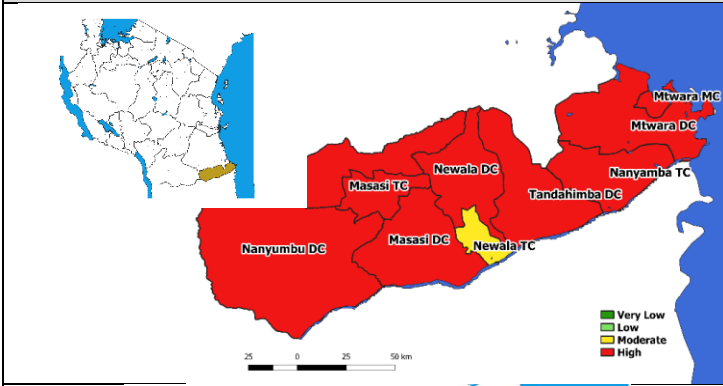 Mtwara MC
Mtwara DC
Newala DC
Nanyamba TC
Masasi TC
Tandahimba DC
Nanyumbu DC
Masasi DC
Newala TC
Very Low
Low
Moderate
High
25 0 25 50 km